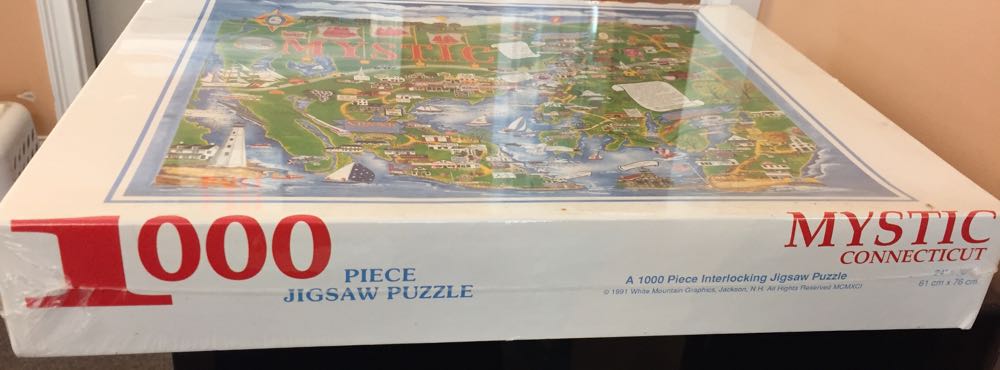 MYSTIC
1000
PIECE
JIGSAW PUZZLE
MYSTIC
CONNECTICUT
A 1000 Piece Interlocking Jigsaw Puzzle
© 1991 White Mountain Graphics, Jackson, N.H. All Rights Reserved MCMXCI
24" x
61 cm x 76 cm